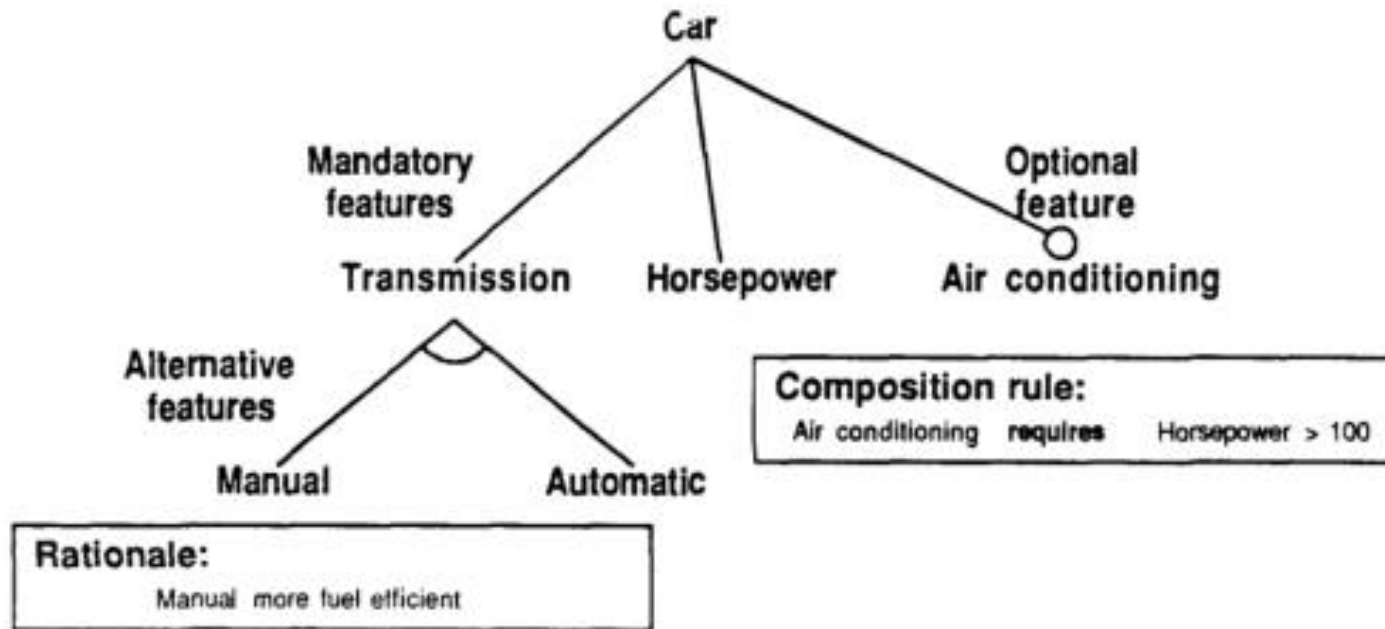 Car
Mandatory
features
Optional
feature
Transmission
Horsepower
Air conditioning
Alternative
features
Composition rule:
Air conditioning requires Horsepower > 100
Manual
Automatic
Rationale:
Manual more fuel efficient